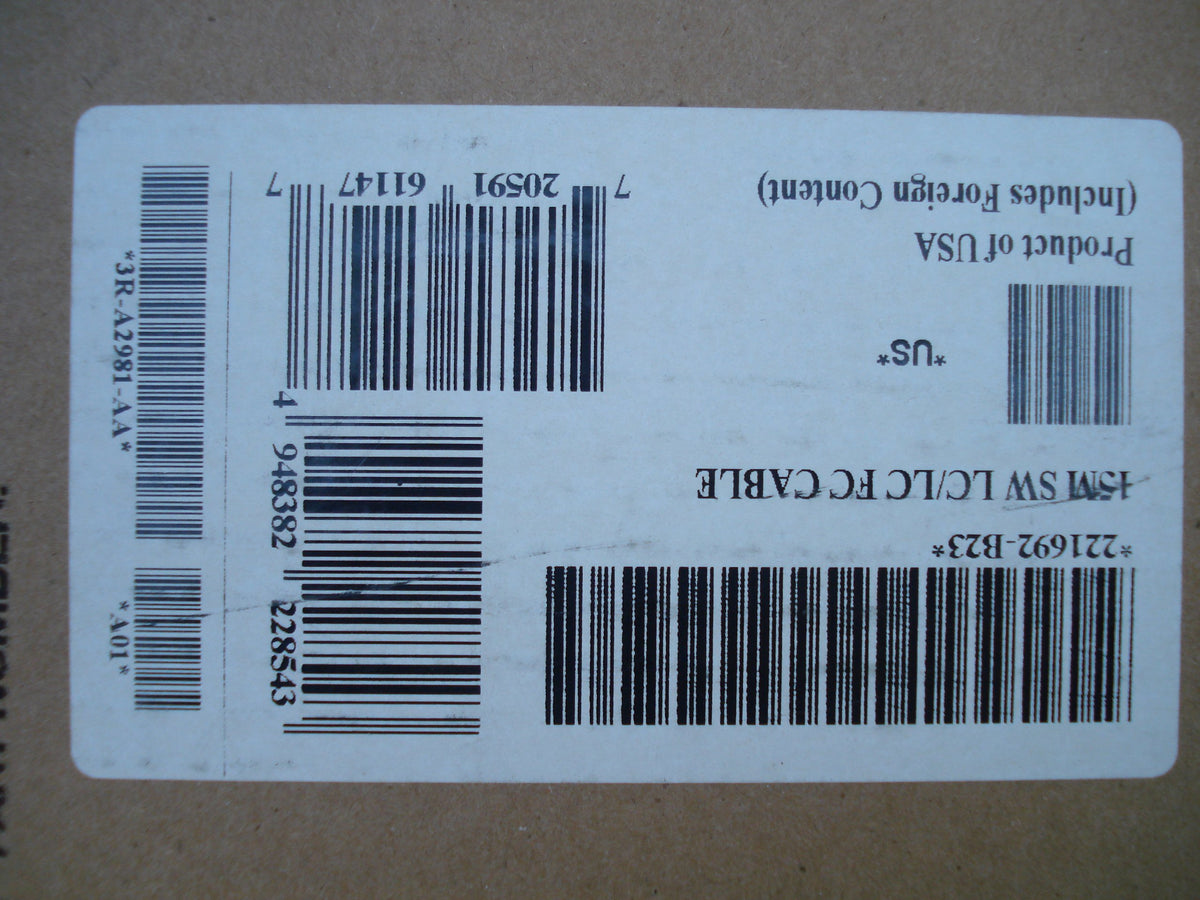 *221692-B23*
15M SW LC/LC FC CABLE
*US*
Product of USA
(Includes Foreign Content)
4 948382 228543
7 20591 61147 7
*A01*
*3R-A2981-AA*